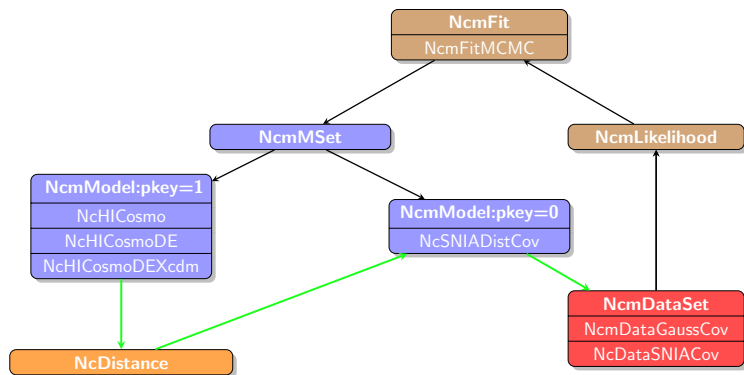 NcmFit
NcmFitMCMC
NcmMSet
NcmLikelihood
NcmModel:pkey=1
NcHICosmo
NcHICosmoDE
NcHICosmoDEXcdm
NcmModel:pkey=0
NcSNIADistCov
NcmDataSet
NcmDataGaussCov
NcDataSNIACov
NcDistance